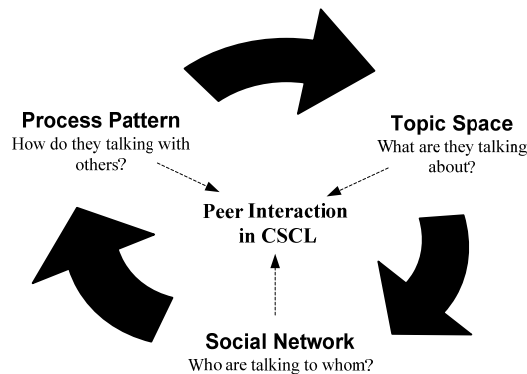 Process Pattern
How do they talking with
others?
Topic Space
What are they talking
about?
Peer Interaction
in CSCL
Social Network
Who are talking to whom?